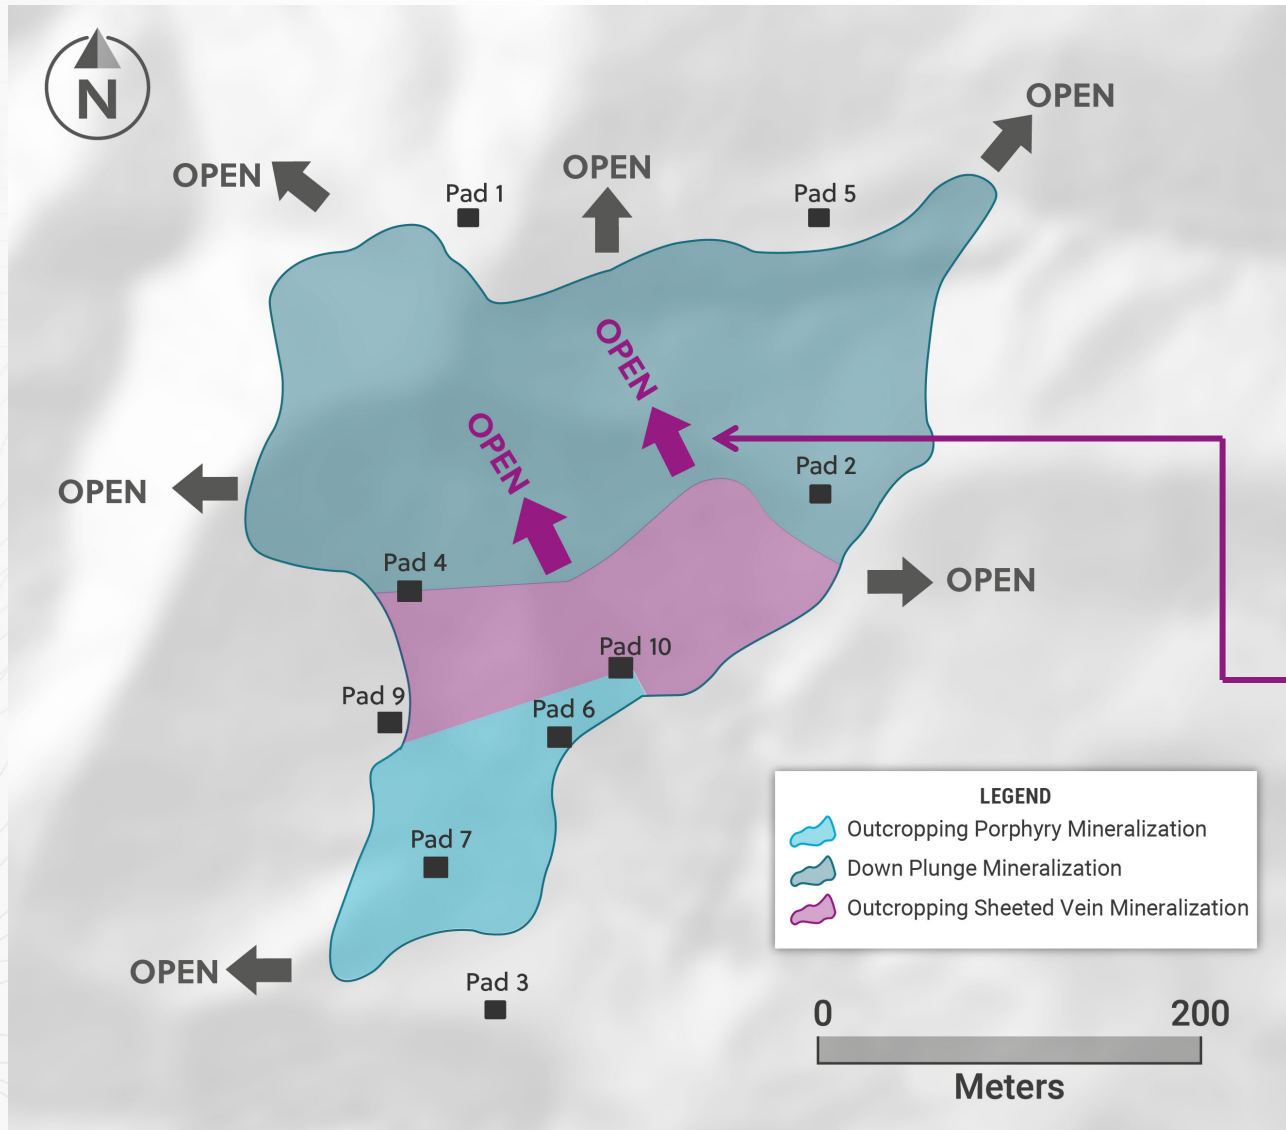 N
OPEN
OPEN
OPEN
Pad 1
Pad 5
OPEN
OPEN
Pad 2
OPEN
Pad 4
OPEN
Pad 10
Pad 9
Pad 6
Pad 7
OPEN
Pad 3
LEGEND
Outcropping Porphyry Mineralization
Down Plunge Mineralization
Outcropping Sheeted Vein Mineralization
0 200
Meters